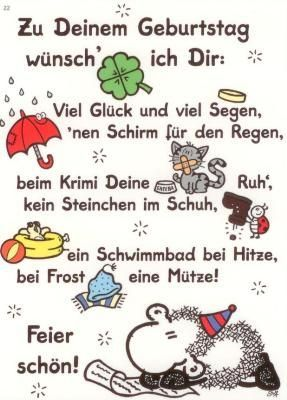 22
Zu Deinem Geburtstag
wünsch' ich Dir:
Viel Glück und viel Segen,
'nen Schirm für den Regen,
beim Krimi Deine Ruh',
kein Steinchen im Schuh,
ein Schwimmbad bei Hitze,
bei Frost eine Mütze!
Feier
schön!